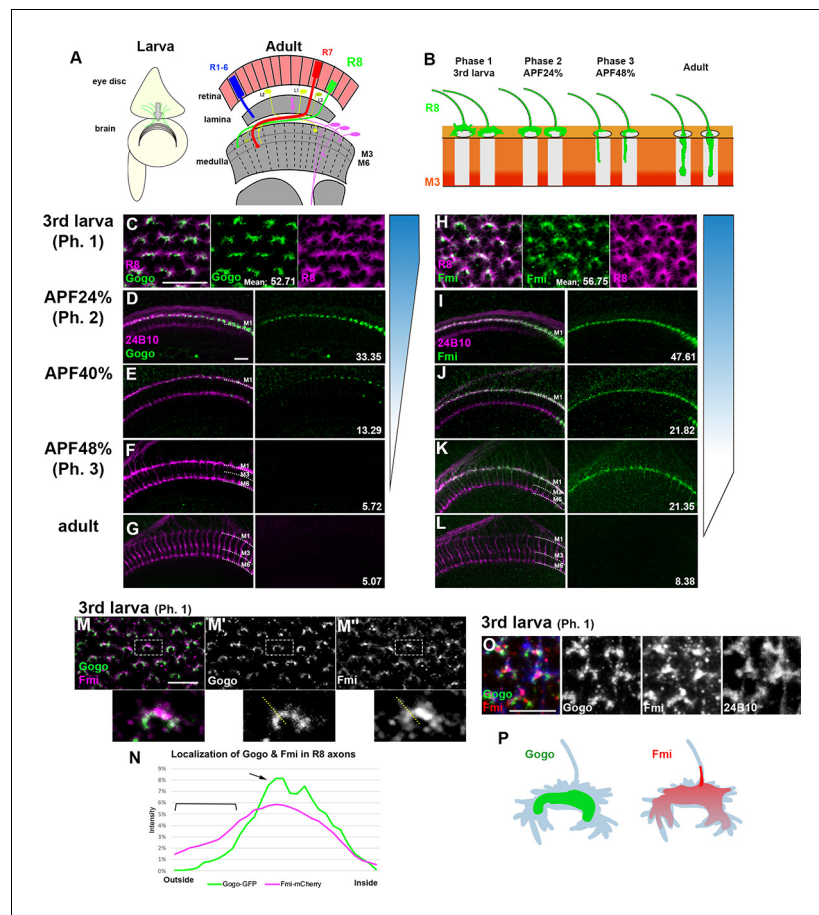 A
Larva
Adult
eye disc
brain
R1-6
R7
R8
retina
L2
L1
L3
lamina
medulla
M3
M6
B
Phase 1
3rd larva
Phase 2
APF24%
Phase 3
APF48%
Adult
R8
M3
3rd larva
(Ph. 1)
C
R8
Gogo
Gogo
Mean; 52.71
R8
H
R8
Fmi
Fmi
Mean; 56.75
R8
APF24%
(Ph. 2)
D
M1
24B10
Gogo
33.35
I
M1
24B10
Fmi
47.61
APF40%
E
M1
13.29
J
M1
21.82
APF48%
(Ph. 3)
F
M1
M3
M6
5.72
K
M1
M3
M6
21.35
adult
G
M1
M3
M6
5.07
L
M1
M3
M6
8.38
3rd larva (Ph. 1)
M
Gogo
Fmi
M'
Gogo
M''
Fmi
3rd larva (Ph. 1)
O
Gogo
Fmi
Gogo
Fmi
24B10
N
Localization of Gogo & Fmi in R8 axons
9%
8%
7%
6%
5%
4%
3%
2%
1%
0%
Intensity
Outside
Gogo-GFP
Fmi-mCherry
Inside
P
Gogo
Fmi